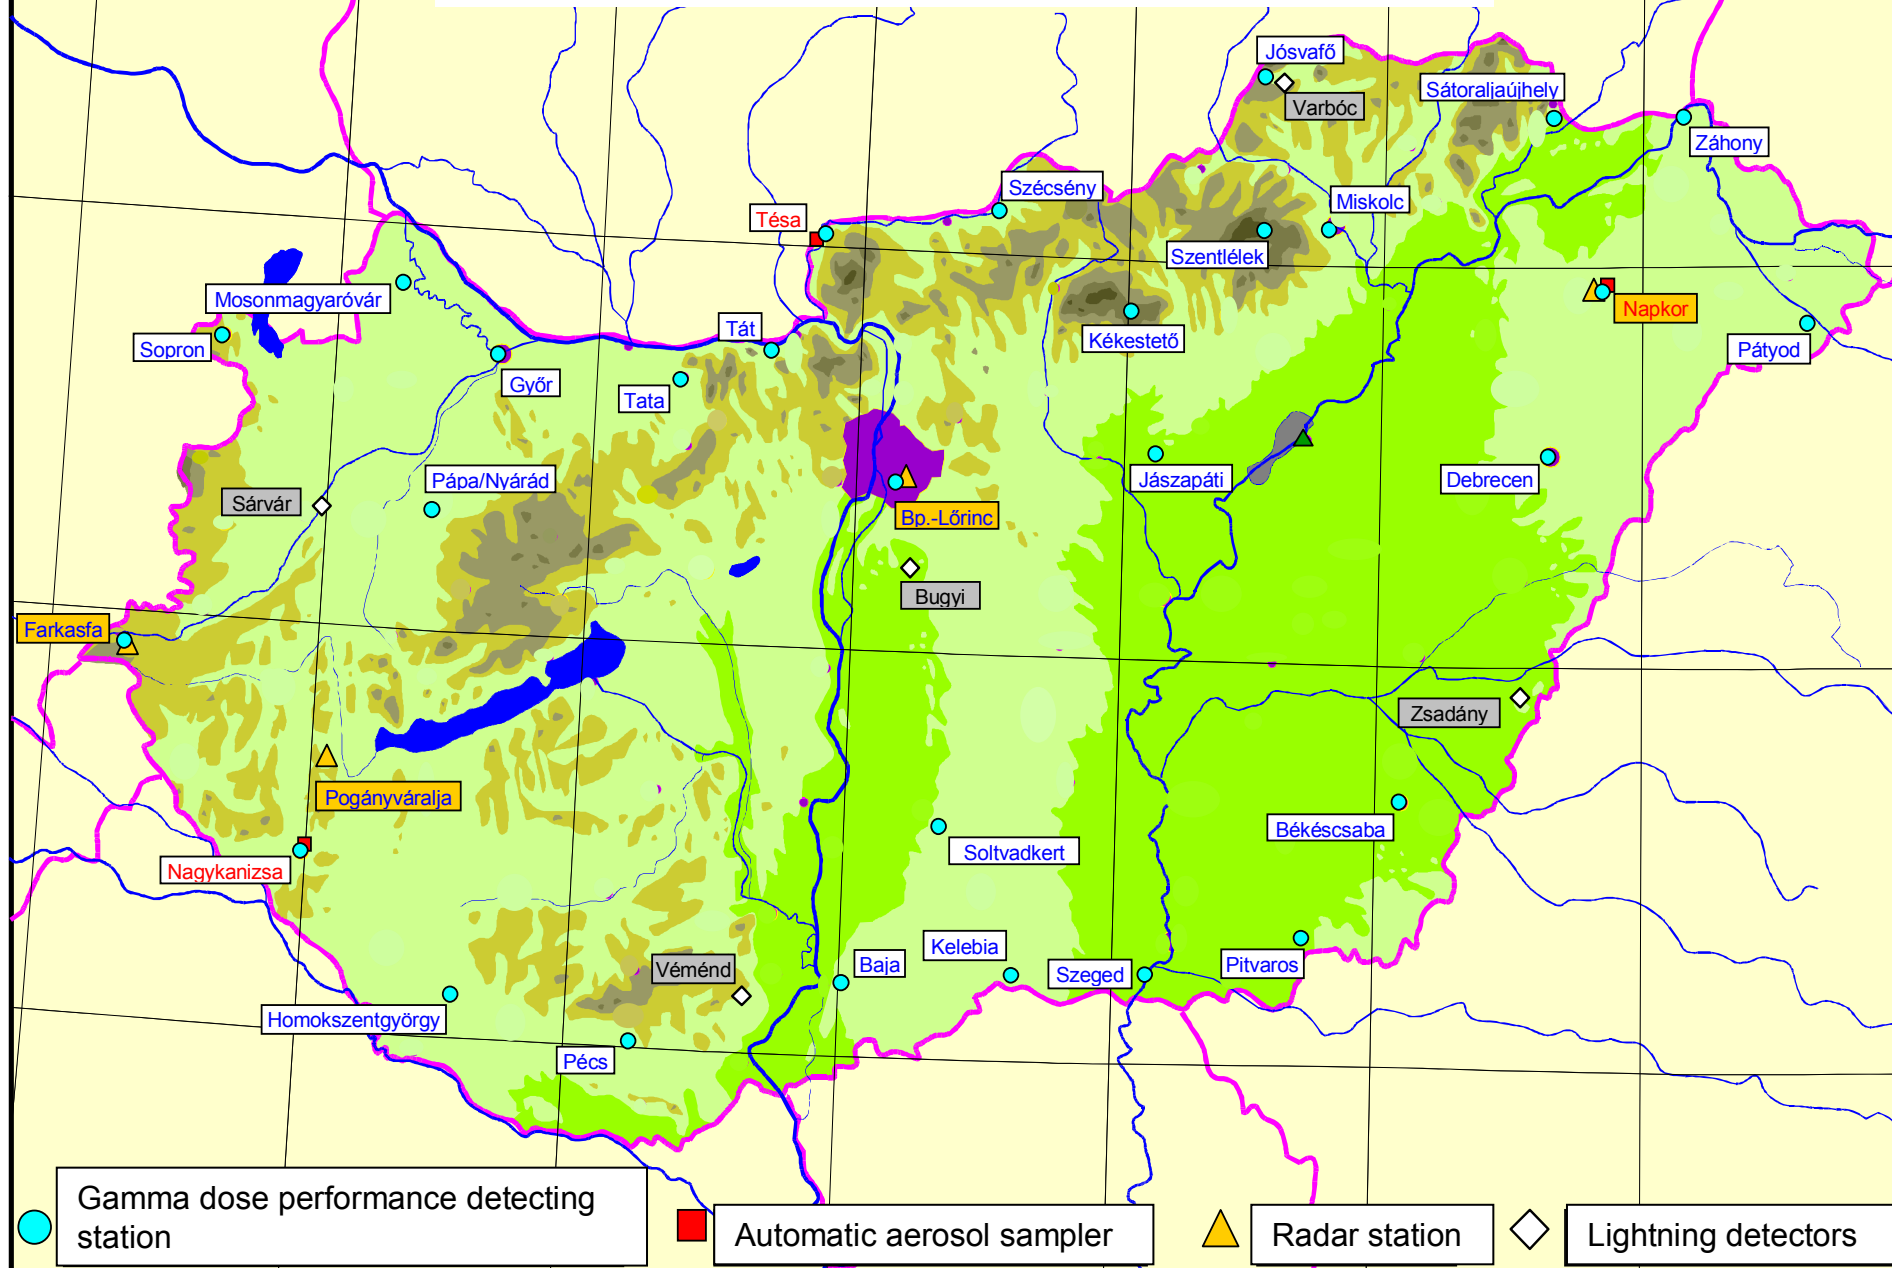 Jósvafő
Varbóc
Sátoraljaújhely
Záhony
Szécsény
Miskolc
Tésa
Szentlélek
Mosonmagyaróvár
Napkor
Tát
Kékestető
Sopron
Pátyod
Győr
Tata
Pápa/Nyárád
Jászapáti
Debrecen
Sárvár
Bp.-Lőrinc
Bugyi
Farkasfa
Zsadány
Pogányváralja
Békéscsaba
Soltvadkert
Nagykanizsa
Kelebia
Véménd
Baja
Szeged
Pitvaros
Homokszentgyörgy
Pécs
Gamma dose performance detecting
station
Automatic aerosol sampler
Radar station
Lightning detectors